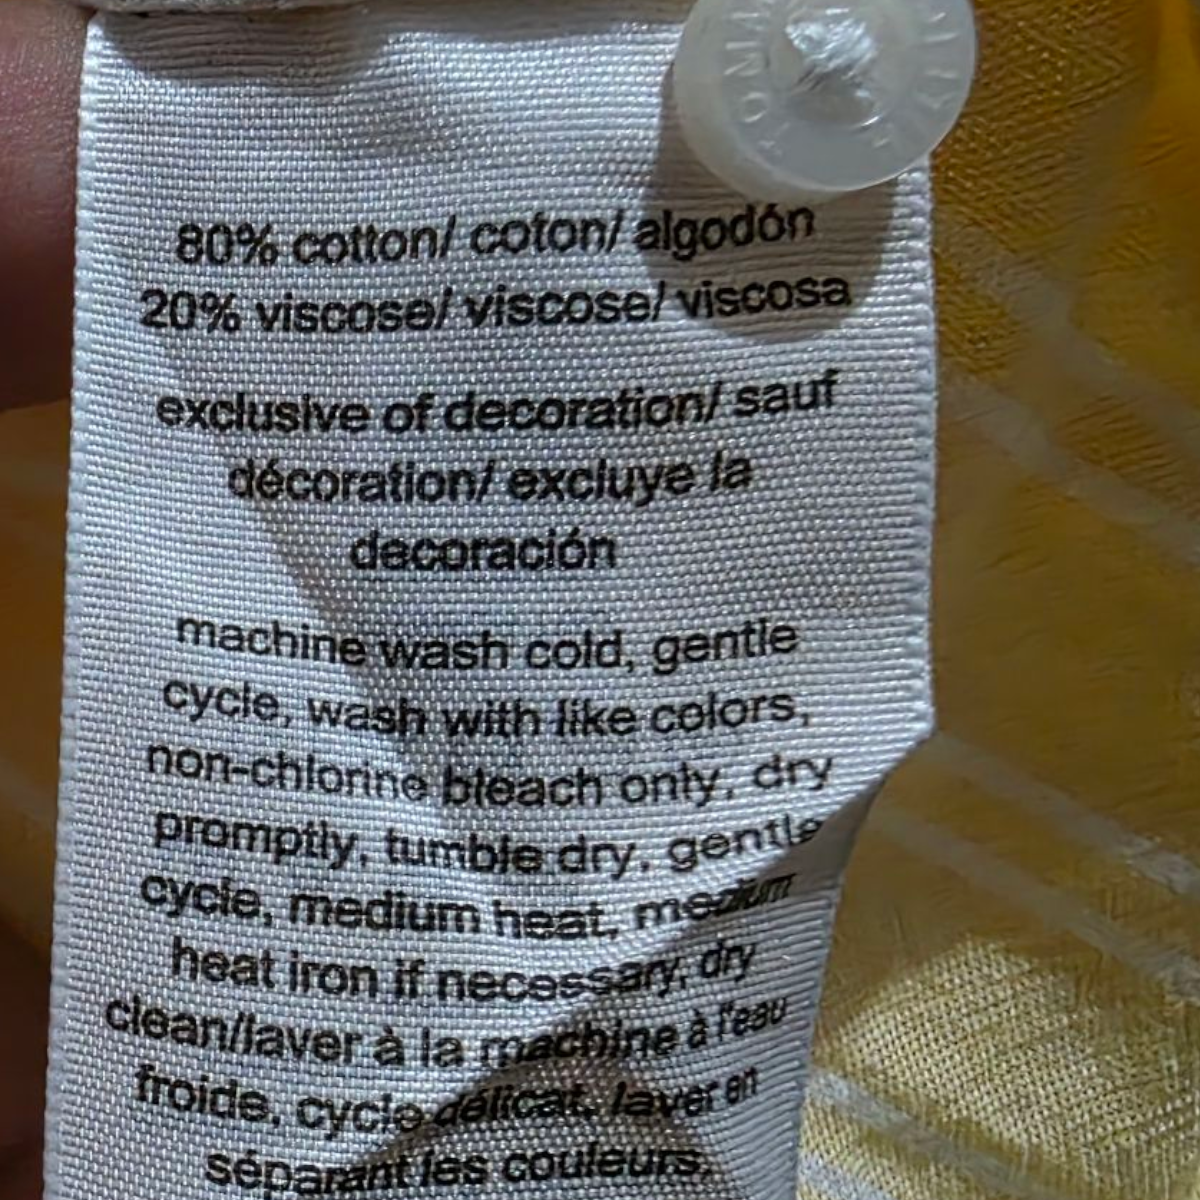 80% cotton/ coton/ algodón
20% viscose/ viscose/ viscosa
exclusive of decoration/ sauf
décoration/ excluye la
decoración
machine wash cold, gentle
cycle, wash with like colors,
non-chlorine bleach only, dry
promptly, tumble dry, gentle
cycle, medium heat, medium
heat iron if necessary, dry
clean/laver à la machine à l'eau
froide, cycle délicat, laver en
séparant les couleurs,